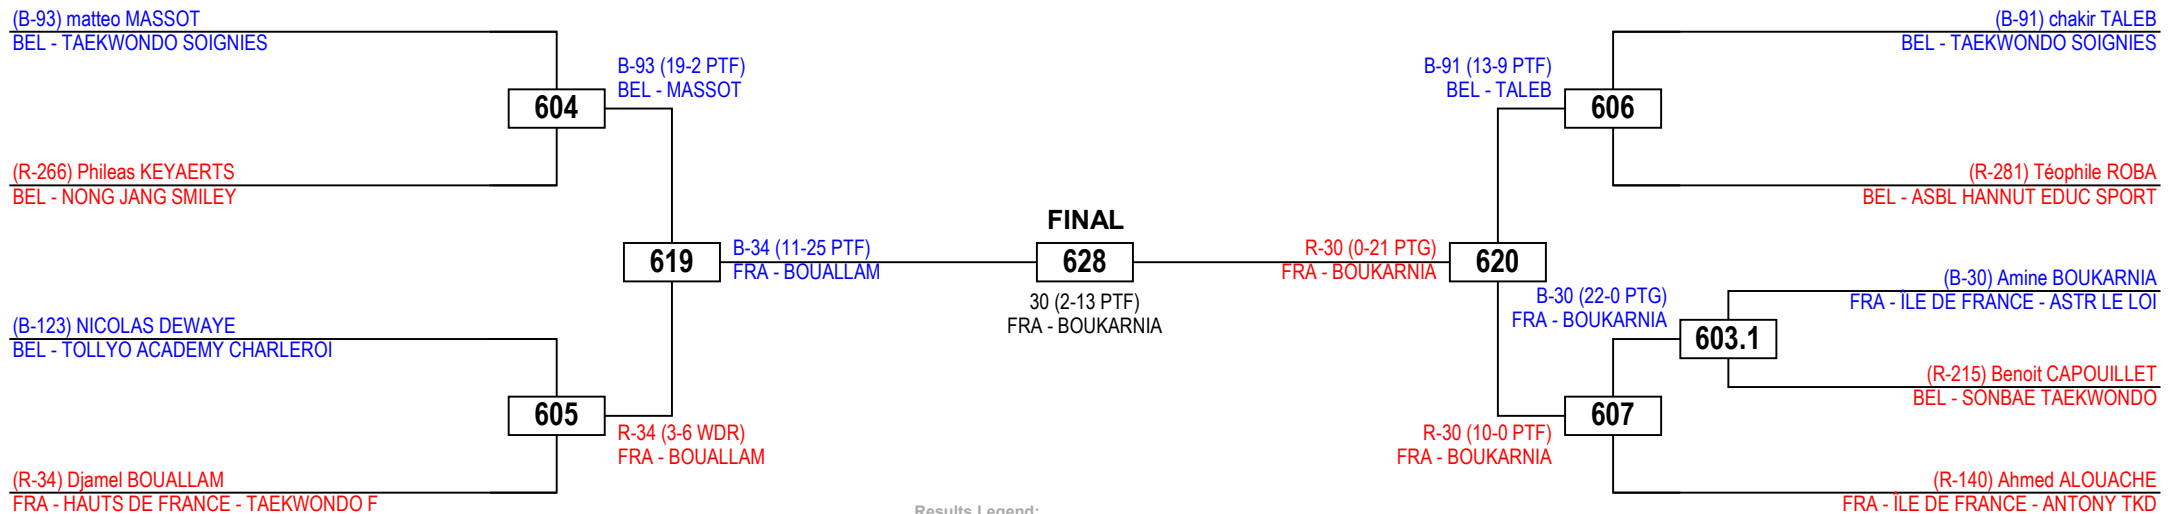 (B-93) matteo MASSOT
BEL - TAEKWONDO SOIGNIES
(R-266) Phileas KEYAERTS
BEL - NONG JANG SMILEY
(B-123) NICOLAS DEWAYE
BEL - TOLLYO ACADEMY CHARLEROI
(R-34) Djamel BOUALLAM
FRA - HAUTS DE FRANCE - TAEKWONDO F
604
605
B-93 (19-2 PTF)
BEL - MASSOT
R-34 (3-6 WDR)
FRA - BOUALLAM
619
B-34 (11-25 PTF)
FRA - BOUALLAM
FINAL
628
30 (2-13 PTF)
FRA - BOUKARNIA
R-30 (0-21 PTG)
FRA - BOUKARNIA
620
B-91 (13-9 PTF)
BEL - TALEB
R-30 (10-0 PTF)
FRA - BOUKARNIA
606
607
B-30 (22-0 PTG)
FRA - BOUKARNIA
603.1
(B-91) chakir TALEB
BEL - TAEKWONDO SOIGNIES
(R-281) Téophile ROBA
BEL - ASBL HANNUT EDUC SPORT
(B-30) Amine BOUKARNIA
FRA - ÎLE DE FRANCE - ASTR LE LOI
(R-215) Benoit CAPOUILLET
BEL - SONBAE TAEKWONDO
(R-140) Ahmed ALOUACHE
FRA - ÎLE DE FRANCE - ANTONY TKD
Results Legend: